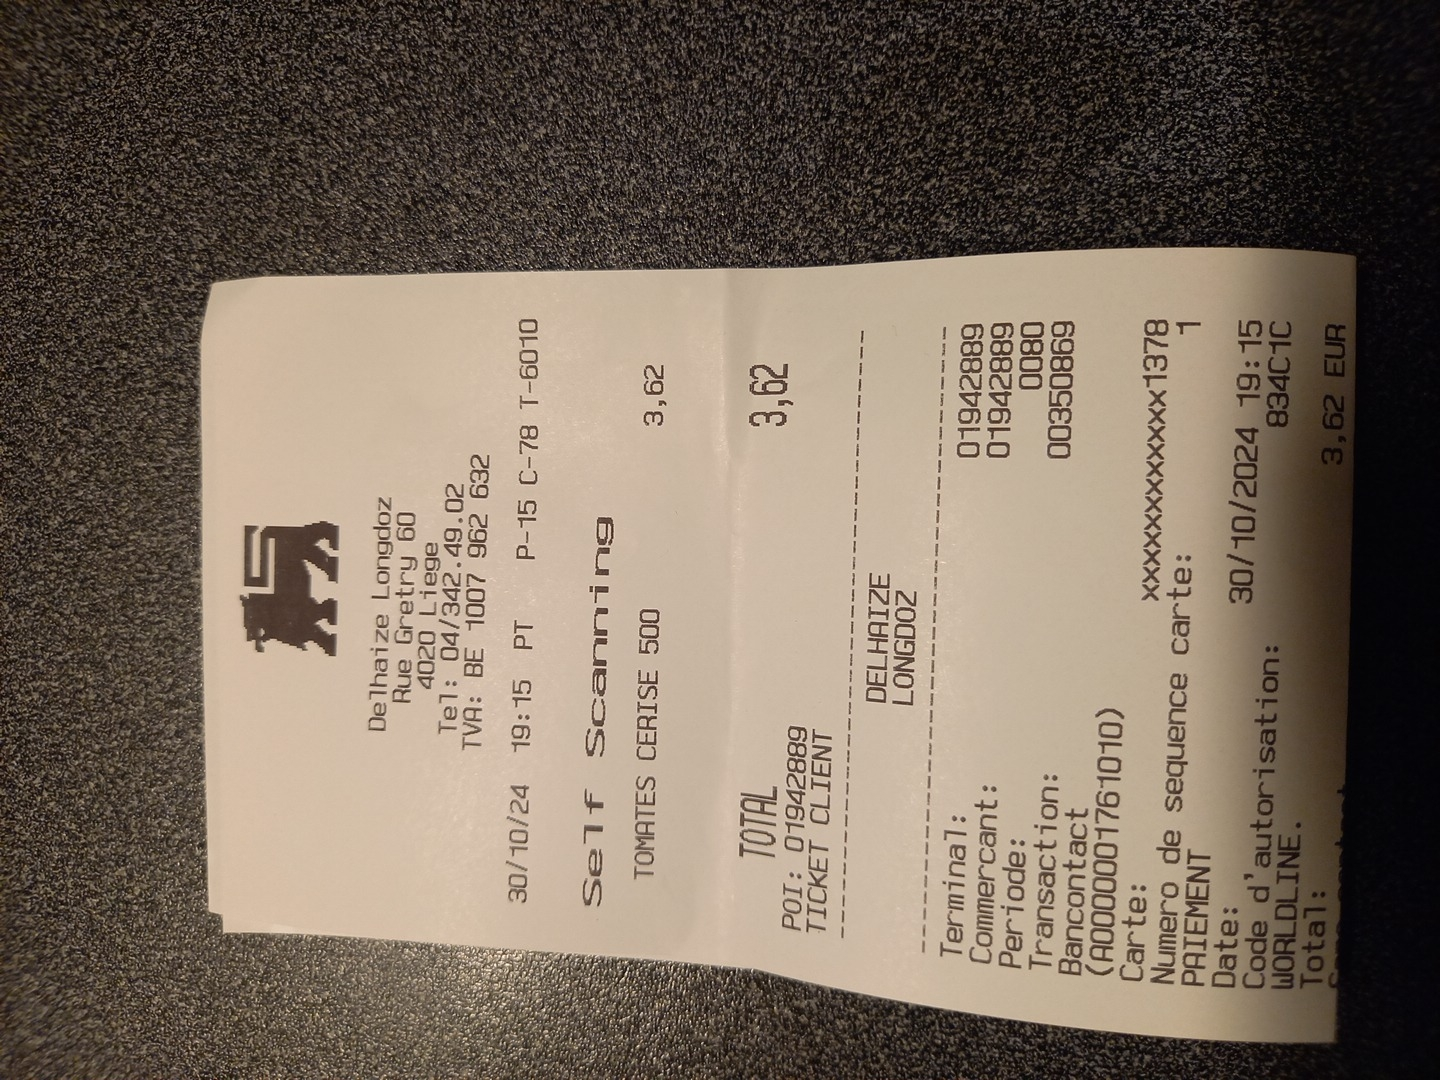 Delhaize Longdoz
Rue Gretry 60
4020 Liege
Tel: 04/342.49.02
TVA: BE 1007 962 632
30/10/24 19:15 PT P-15 C-78 T-6010
Self Scanning
TOMATES CERISE 500 3,62
TOTAL 3,62
POI: 01942889
TICKET CLIENT
DELHAIZE
LONGDOZ
Terminal: 01942889
Commercant: 01942889
Periode: 0080
Transaction: 00350869
Bancontact
(A0000001761010)
Carte: xxxxxxxxxxxxx1378
Numero de sequence carte: 1
PAIEMENT
Date: 30/10/2024 19:15
Code d'autorisation: 834C1C
WORLDLINE.
Total: 3,62 EUR